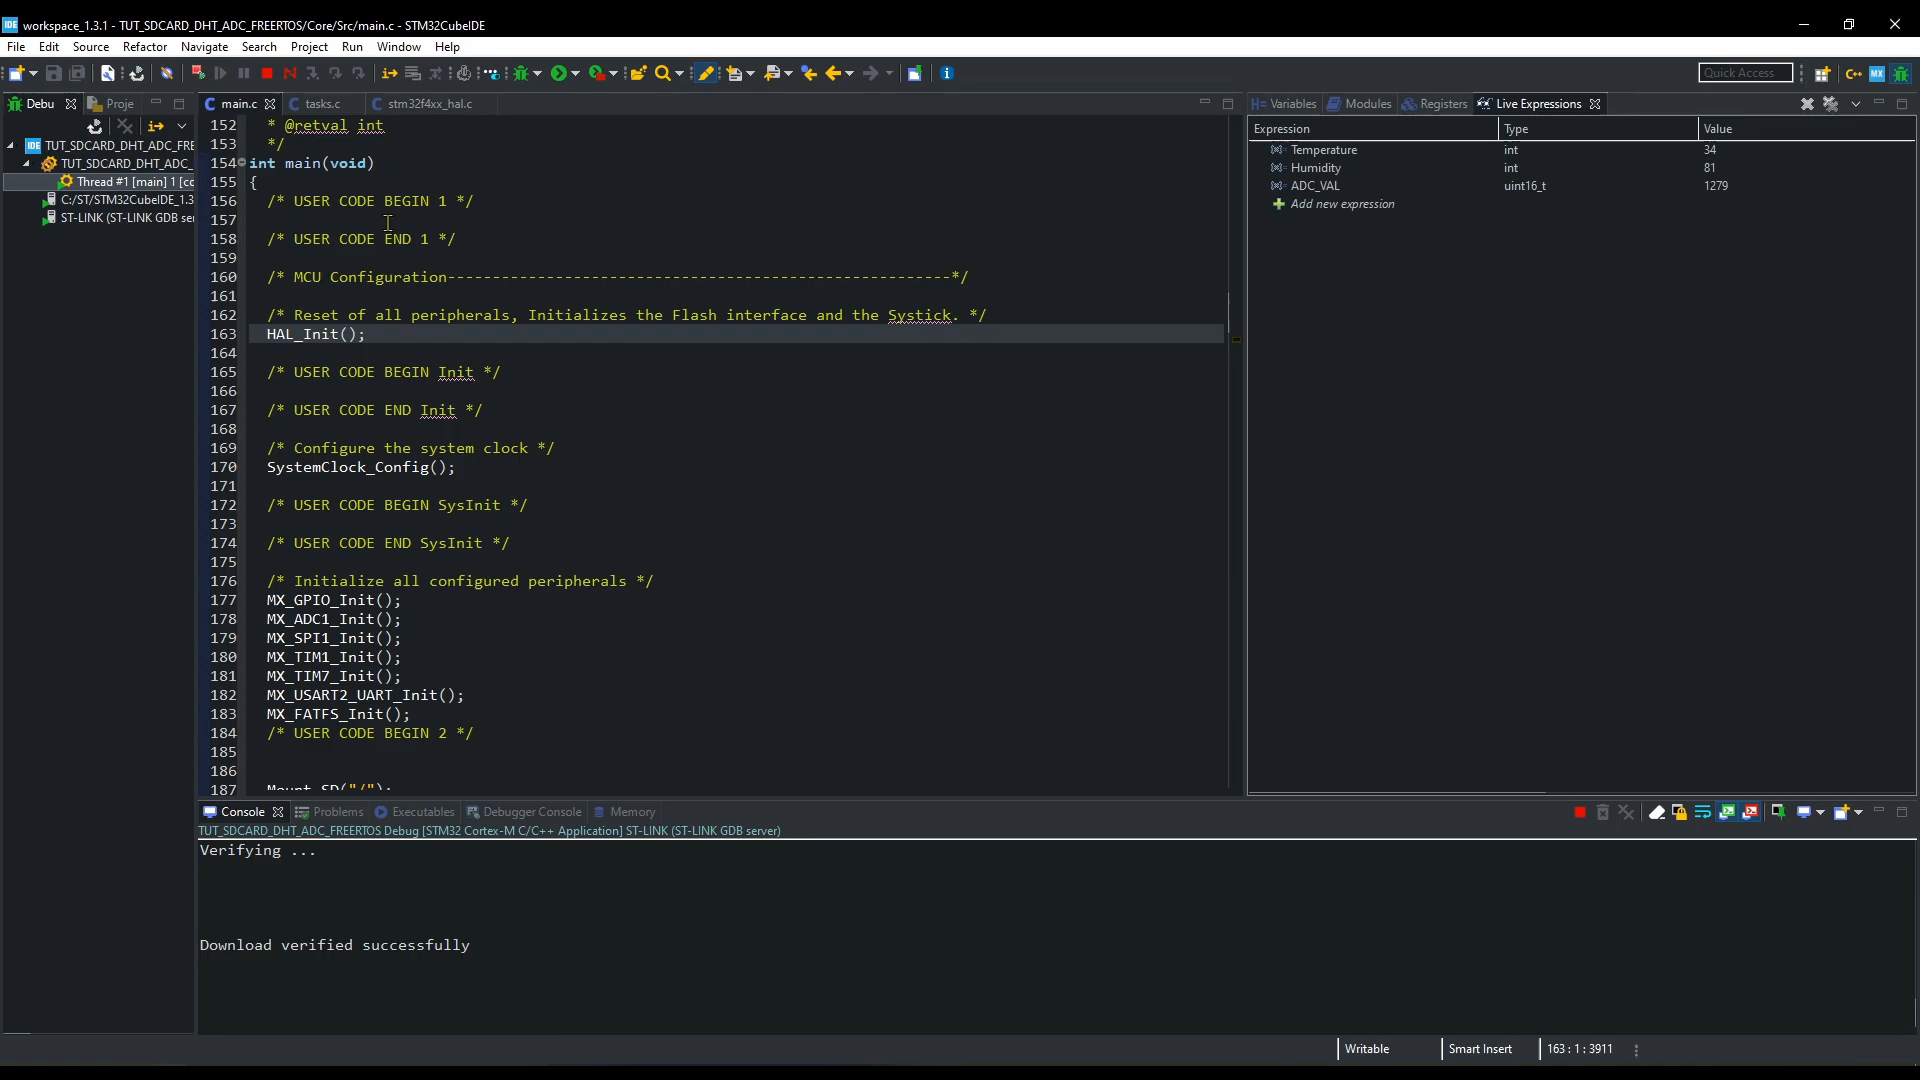 IDE workspace_1.3.1 - TUT_SDCARD_DHT_ADC_FREERTOS/Core/Src/main.c - STM32CubeIDE
File Edit Source Refactor Navigate Search Project Run Window Help
Quick Access
Debu Proje
main.c tasks.c stm32f4xx_hal.c
Variables Modules Registers Live Expressions
IDE TUT_SDCARD_DHT_ADC_FRE
TUT_SDCARD_DHT_ADC_
Thread #1 [main] 1 [co
C:/ST/STM32CubeIDE_1.3
ST-LINK (ST-LINK GDB ser
152 * @retval int
153 */
154 int main(void)
155 {
156 /* USER CODE BEGIN 1 */
157
158 /* USER CODE END 1 */
159
160 /* MCU Configuration--------------------------------------------------------*/
161
162 /* Reset of all peripherals, Initializes the Flash interface and the Systick. */
163 HAL_Init();
164
165 /* USER CODE BEGIN Init */
166
167 /* USER CODE END Init */
168
169 /* Configure the system clock */
170 SystemClock_Config();
171
172 /* USER CODE BEGIN SysInit */
173
174 /* USER CODE END SysInit */
175
176 /* Initialize all configured peripherals */
177 MX_GPIO_Init();
178 MX_ADC1_Init();
179 MX_SPI1_Init();
180 MX_TIM1_Init();
181 MX_TIM7_Init();
182 MX_USART2_UART_Init();
183 MX_FATFS_Init();
184 /* USER CODE BEGIN 2 */
185
186
187 Mount_SD("/");
Expression Type Value
Temperature int 34
Humidity int 81
ADC_VAL uint16_t 1279
Add new expression
Console Problems Executables Debugger Console Memory
TUT_SDCARD_DHT_ADC_FREERTOS Debug [STM32 Cortex-M C/C++ Application] ST-LINK (ST-LINK GDB server)
Verifying ...
Download verified successfully
Writable Smart Insert 163 : 1 : 3911